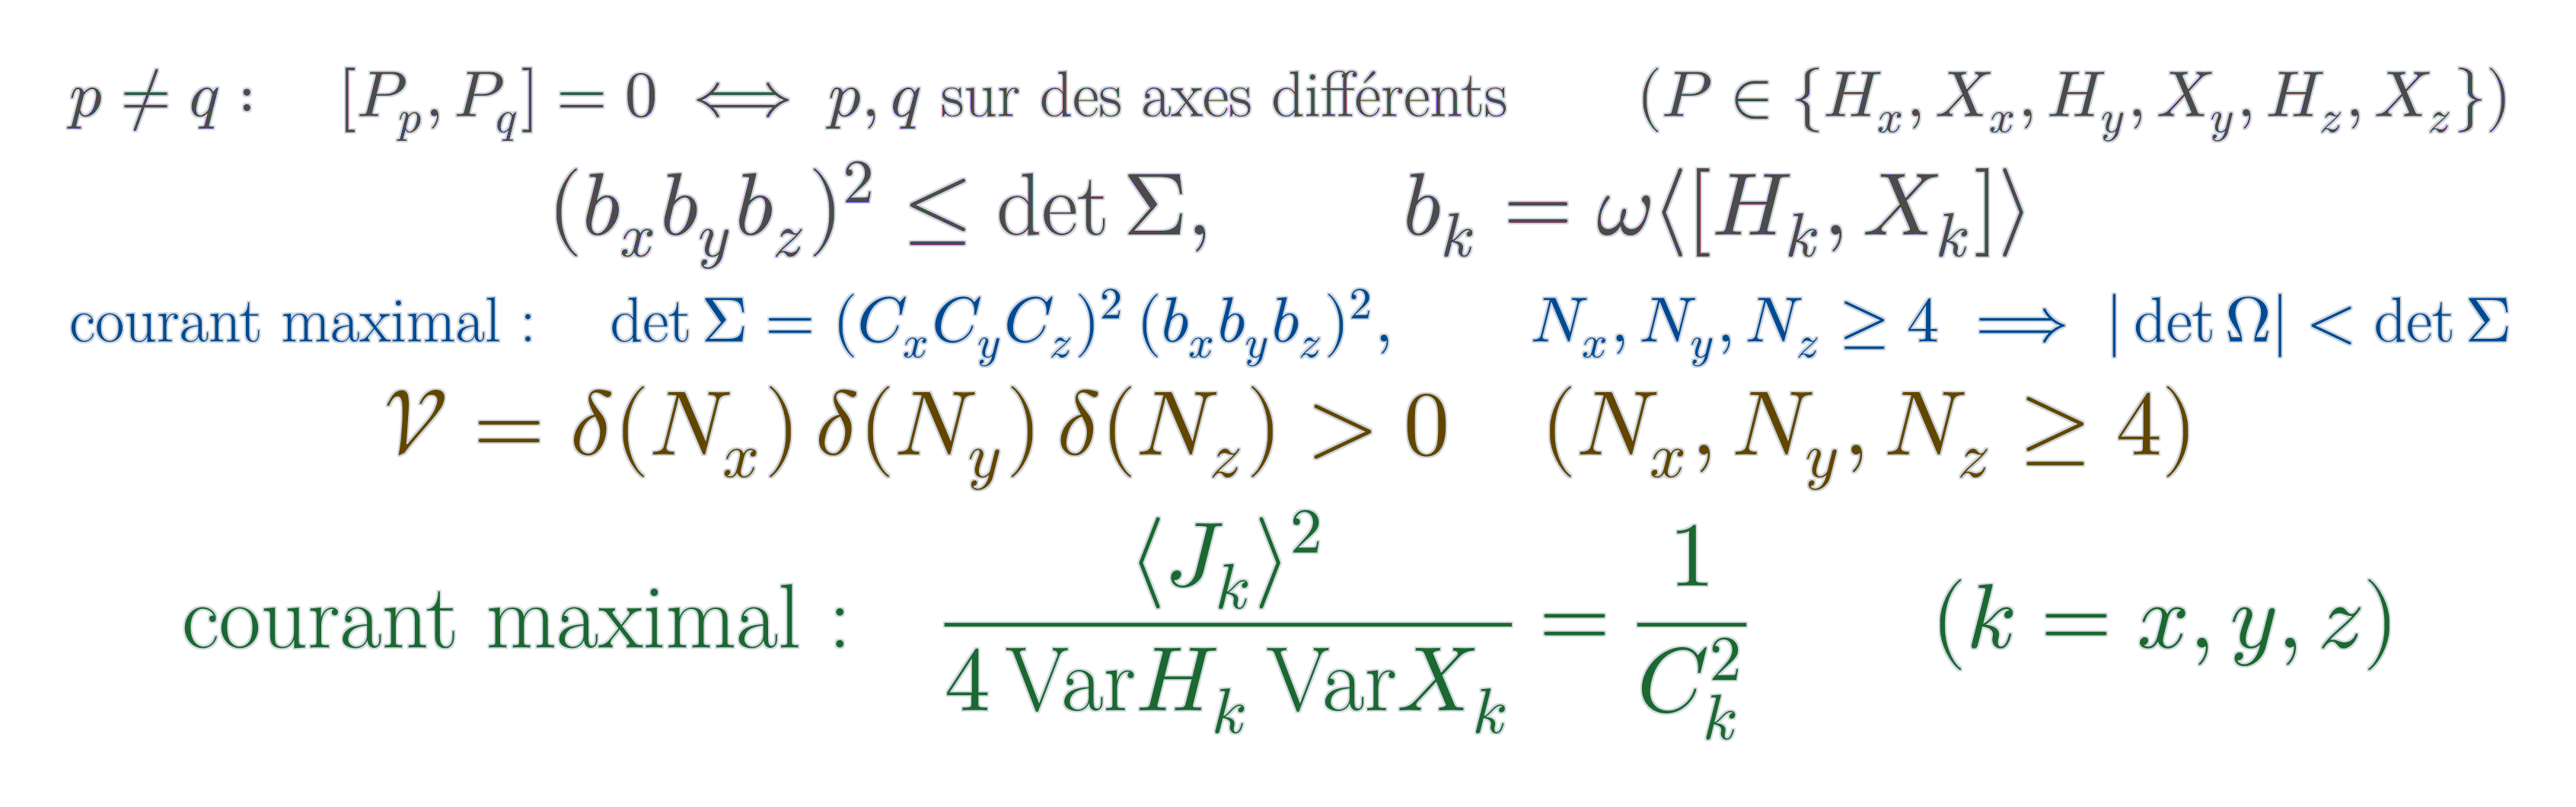 p ≠ q : [P_p, P_q] = 0 ⟺ p, q sur des axes différents (P ∈ {H_x, X_x, H_y, X_y, H_z, X_z})
(b_x b_y b_z)² ≤ det Σ, b_k = ω⟨[H_k, X_k]⟩
courant maximal : det Σ = (C_x C_y C_z)² (b_x b_y b_z)², N_x, N_y, N_z ≥ 4 ⟹ |det Ω| < det Σ
𝒱 = δ(N_x) δ(N_y) δ(N_z) > 0 (N_x, N_y, N_z ≥ 4)
courant maximal : ⟨J_k⟩² / (4 Var H_k Var X_k) = 1 / C_k² (k = x, y, z)